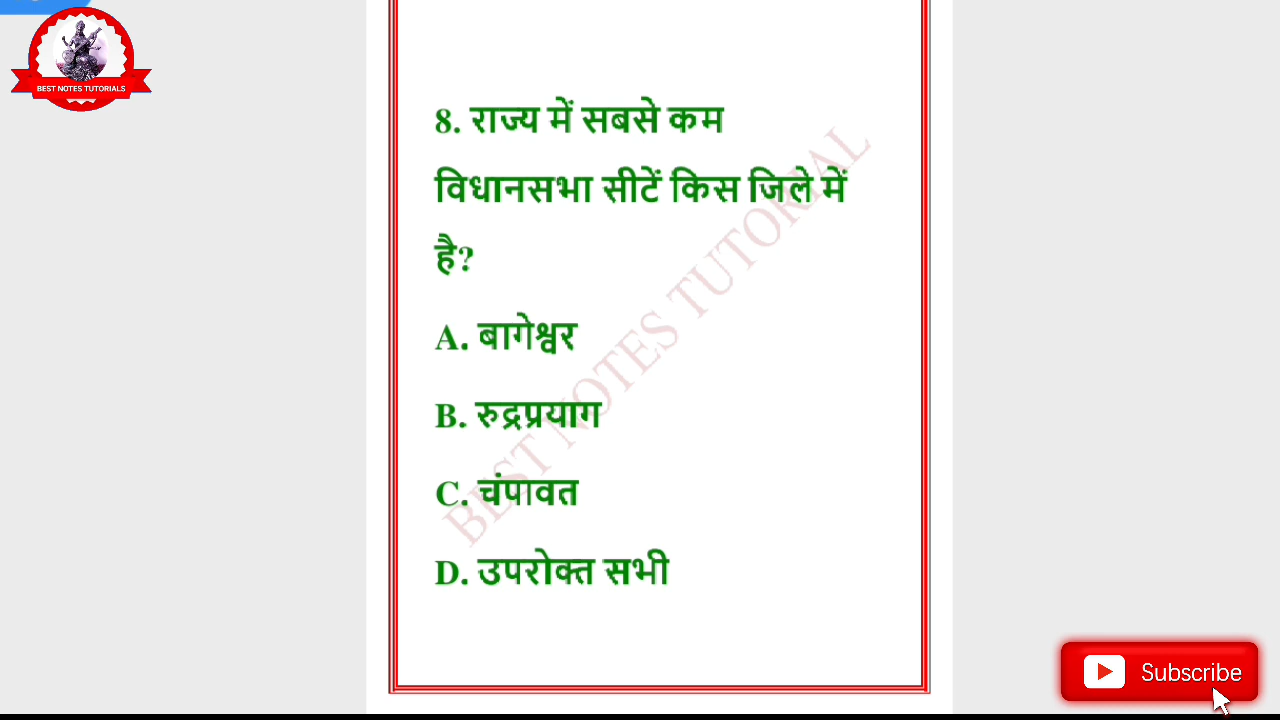 BEST NOTES TUTORIALS
8. राज्य में सबसे कम
विधानसभा सीटें किस जिले में
है?
A. बागेश्वर
B. रुद्रप्रयाग
C. चंपावत
D. उपरोक्त सभी
BEST NOTES TUTORIAL
Subscribe